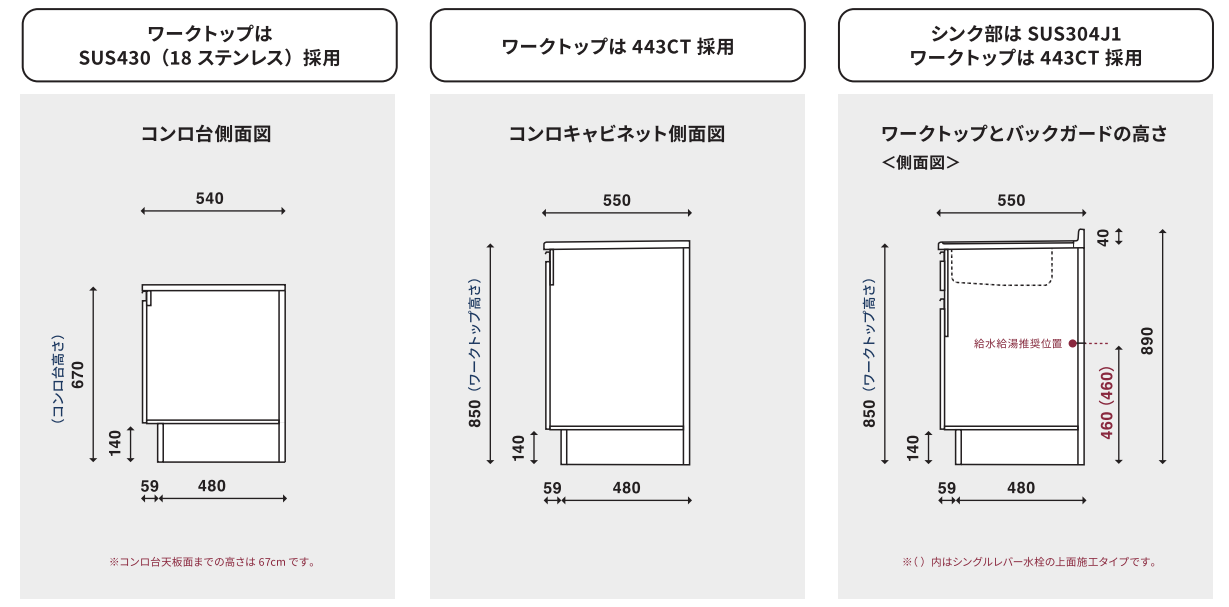 ワークトップは
SUS430（18 ステンレス）採用
コンロ台側面図
540
（コンロ台高さ）
670
140
59
480
※コンロ台天板面までの高さは 67cm です。
ワークトップは 443CT 採用
コンロキャビネット側面図
550
850（ワークトップ高さ）
140
59
480
シンク部は SUS304J1
ワークトップは 443CT 採用
ワークトップとバックガードの高さ
＜側面図＞
550
40
850（ワークトップ高さ）
給水給湯推奨位置
890
460（460）
140
59
480
※（ ）内はシングルレバー水栓の上面施工タイプです。